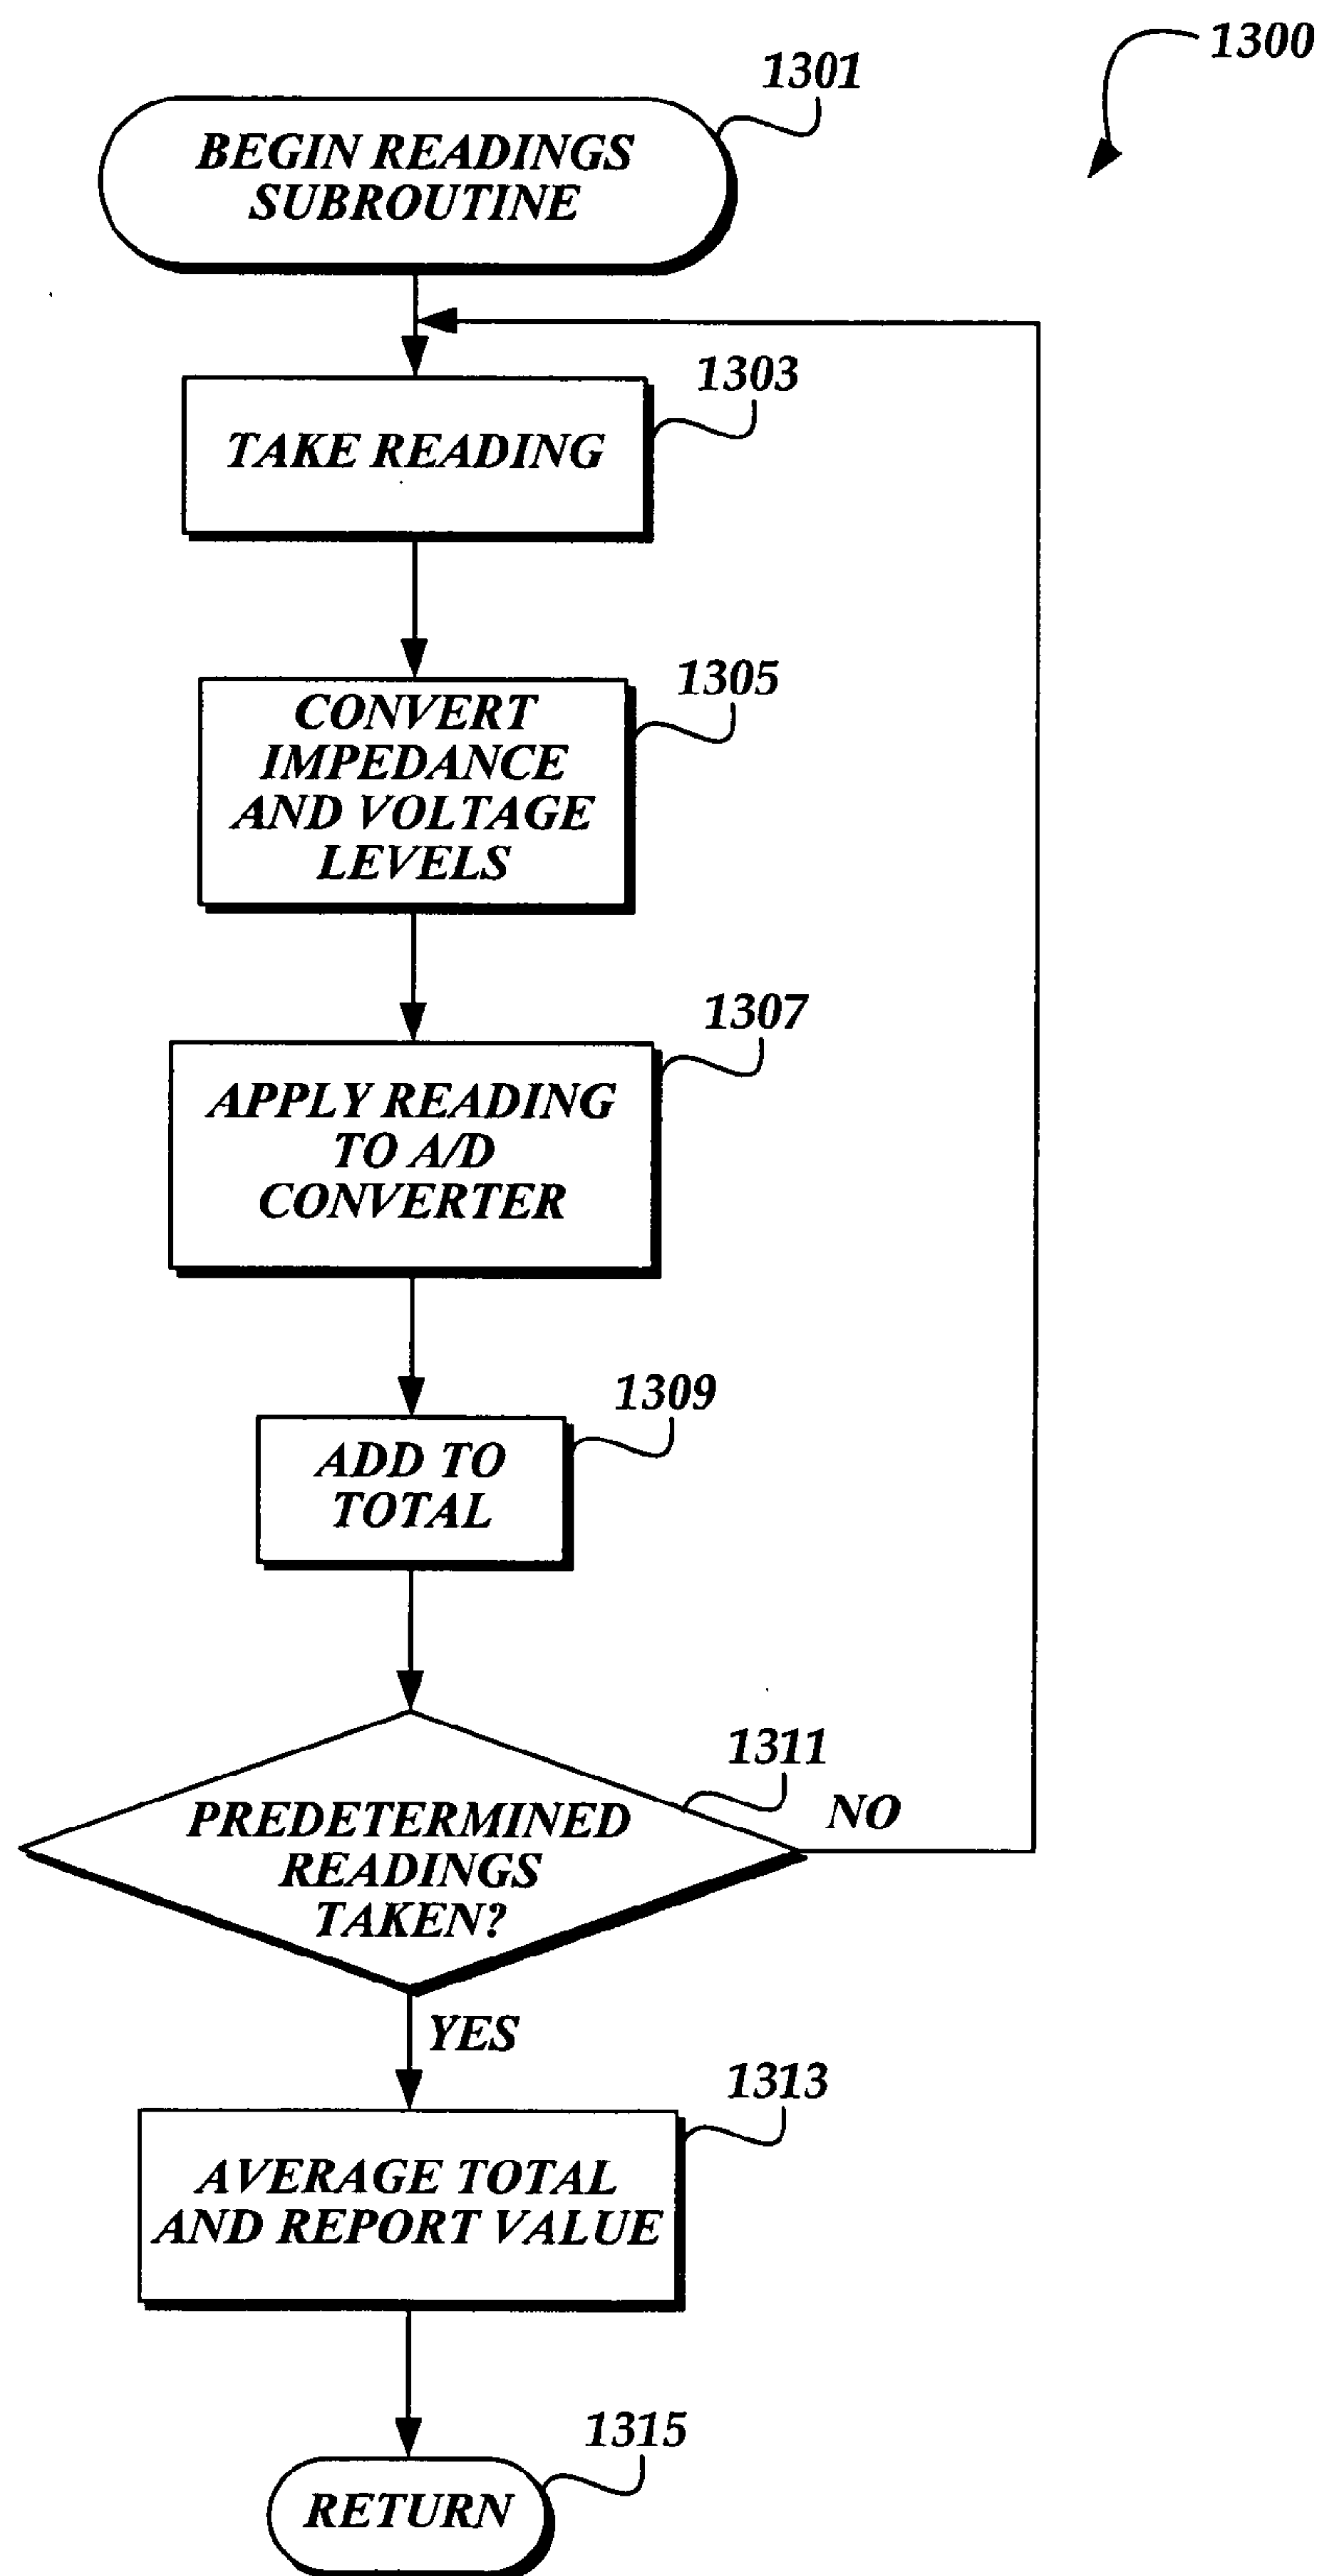 1300
1301
BEGIN READINGS
SUBROUTINE
1303
TAKE READING
1305
CONVERT
IMPEDANCE
AND VOLTAGE
LEVELS
1307
APPLY READING
TO A/D
CONVERTER
1309
ADD TO
TOTAL
1311
PREDETERMINED
READINGS
TAKEN?
NO
YES
1313
AVERAGE TOTAL
AND REPORT VALUE
1315
RETURN